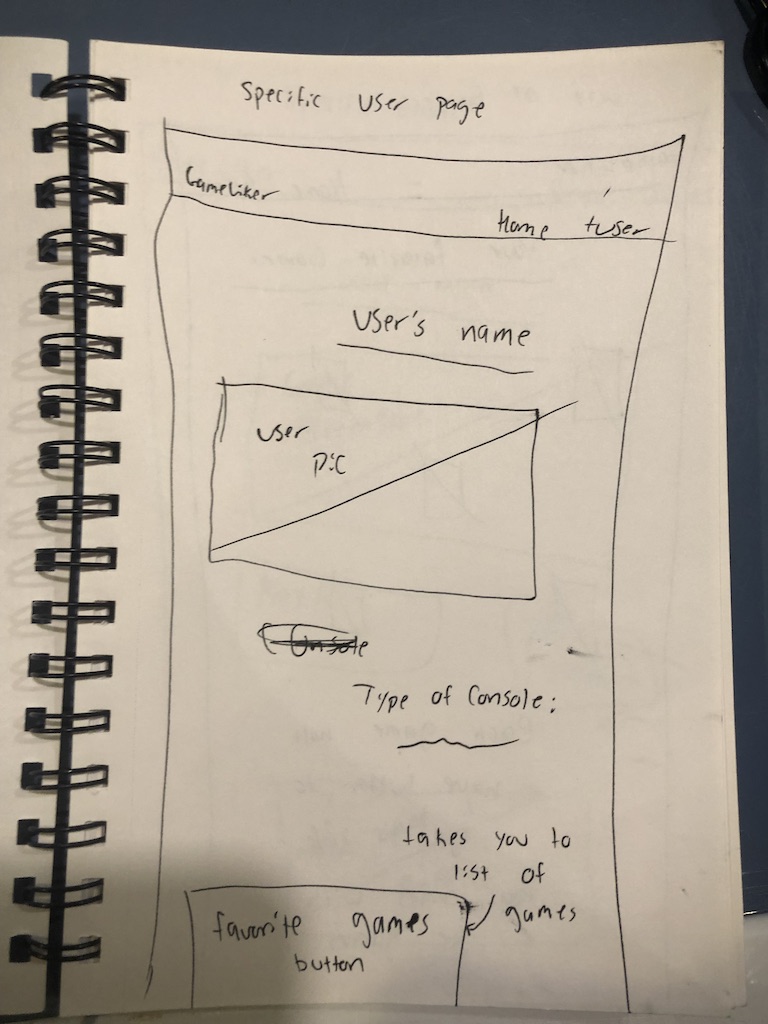 Specific user page
GameLiker
Home +user
User's name
user
pic
Console
Type of Console:
takes you to
list of
games
favorite games
button